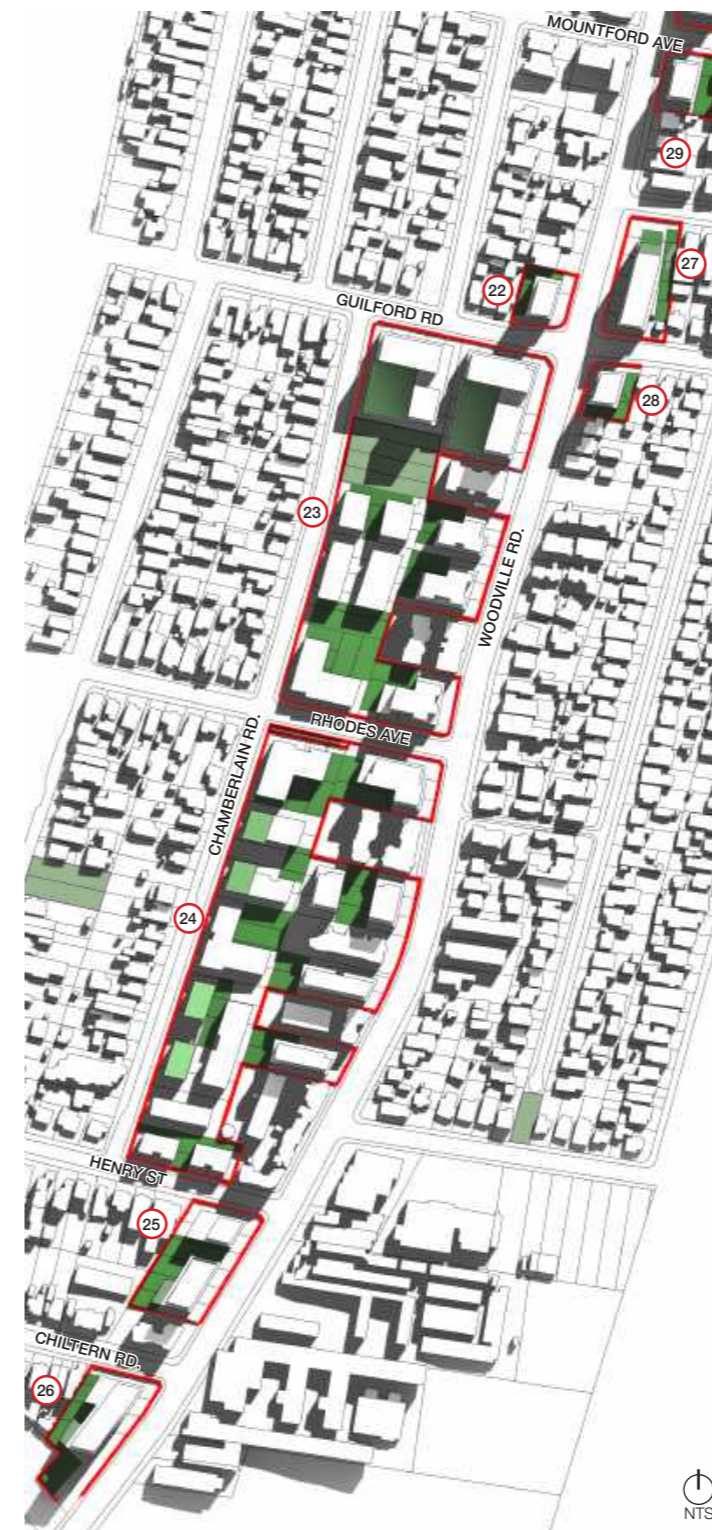 MOUNTFORD AVE
29
27
22
GUILFORD RD
28
23
WOODVILLE RD.
RHODES AVE
CHAMBERLAIN RD.
24
HENRY ST
25
CHILTERN RD.
26
NTS